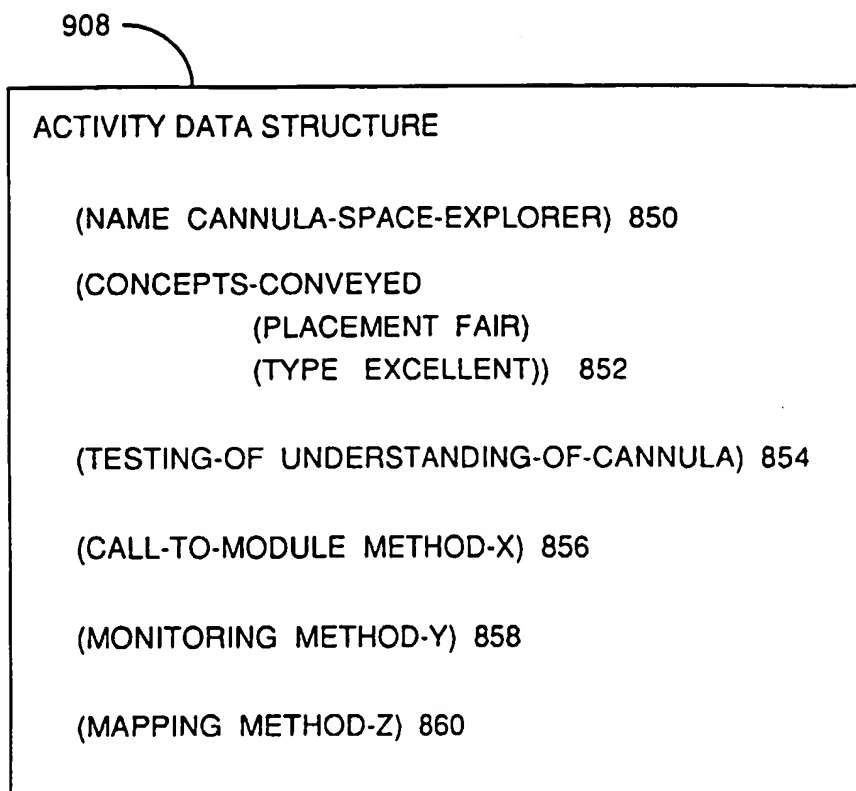 908
ACTIVITY DATA STRUCTURE
(NAME CANNULA-SPACE-EXPLORER) 850
(CONCEPTS-CONVEYED
(PLACEMENT FAIR)
(TYPE EXCELLENT)) 852
(TESTING-OF UNDERSTANDING-OF-CANNULA) 854
(CALL-TO-MODULE METHOD-X) 856
(MONITORING METHOD-Y) 858
(MAPPING METHOD-Z) 860